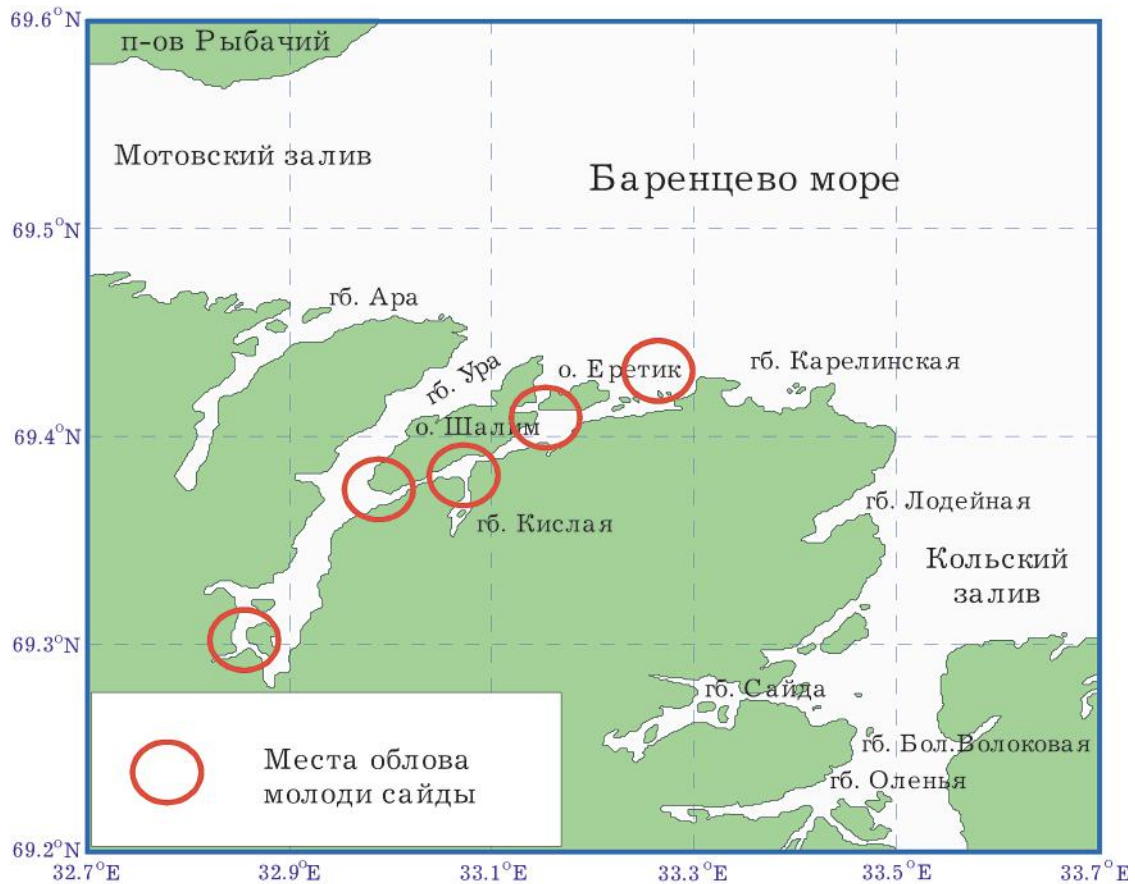 69.6°N
п-ов Рыбачий
Мотовский залив
Баренцево море
69.5°N
гб. Ара
гб. Ура
о. Еретик
гб. Карелинская
69.4°N
о. Шалим
гб. Кислая
гб. Лодейная
Кольский
залив
69.3°N
гб. Сайда
гб. Бол.Волоковая
гб. Оленья
Места облова
молоди сайды
69.2°N
32.7°E 32.9°E 33.1°E 33.3°E 33.5°E 33.7°E